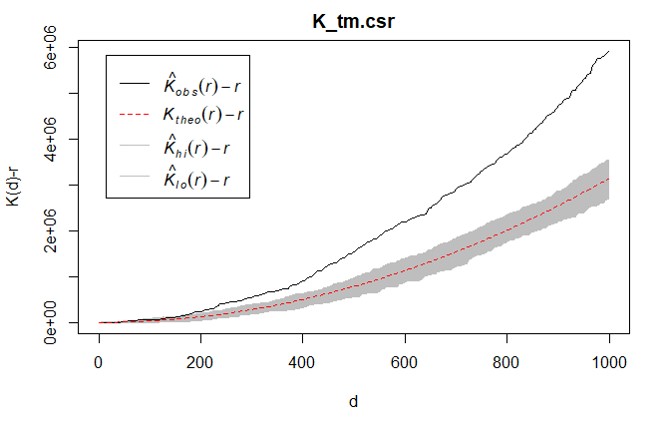 K_tm.csr
K̂obs(r)−r
Ktheo(r)−r
K̂hi(r)−r
K̂lo(r)−r
K(d)-r
6e+06
4e+06
2e+06
0e+00
0 200 400 600 800 1000
d